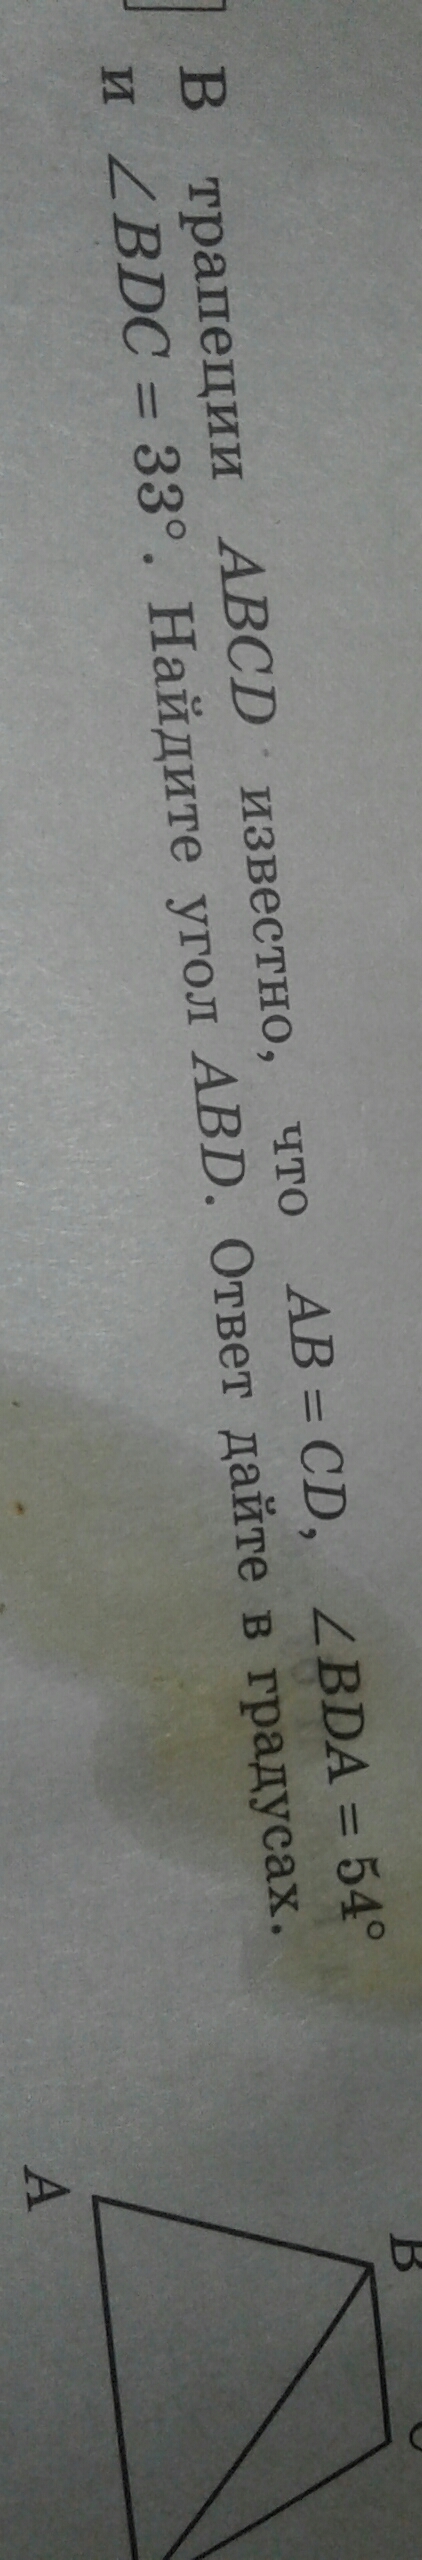 В трапеции ABCD известно, что AB = CD, ∠BDA = 54°
и ∠BDC = 33°. Найдите угол ABD. Ответ дайте в градусах.
B
A